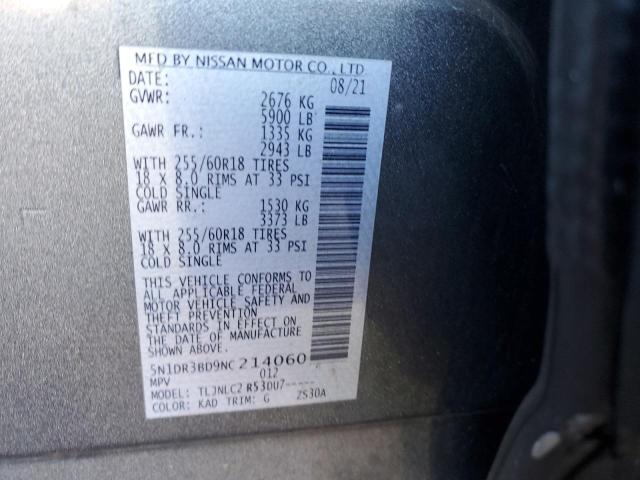 MFD BY NISSAN MOTOR CO., LTD
DATE: 08/21
GVWR: 2676 KG
5900 LB
GAWR FR.: 1335 KG
2943 LB
WITH 255/60R18 TIRES
18 X 8.0 RIMS AT 33 PSI
COLD SINGLE
GAWR RR.: 1530 KG
3373 LB
WITH 255/60R18 TIRES
18 X 8.0 RIMS AT 33 PSI
COLD SINGLE
THIS VEHICLE CONFORMS TO
ALL APPLICABLE FEDERAL
MOTOR VEHICLE SAFETY AND
THEFT PREVENTION
STANDARDS IN EFFECT ON
THE DATE OF MANUFACTURE
SHOWN ABOVE.
5N1DR3BD9NC214060
MPV 012
MODEL: TLJNLC2 R53DU7-----
COLOR: KAD TRIM: G ZS30A